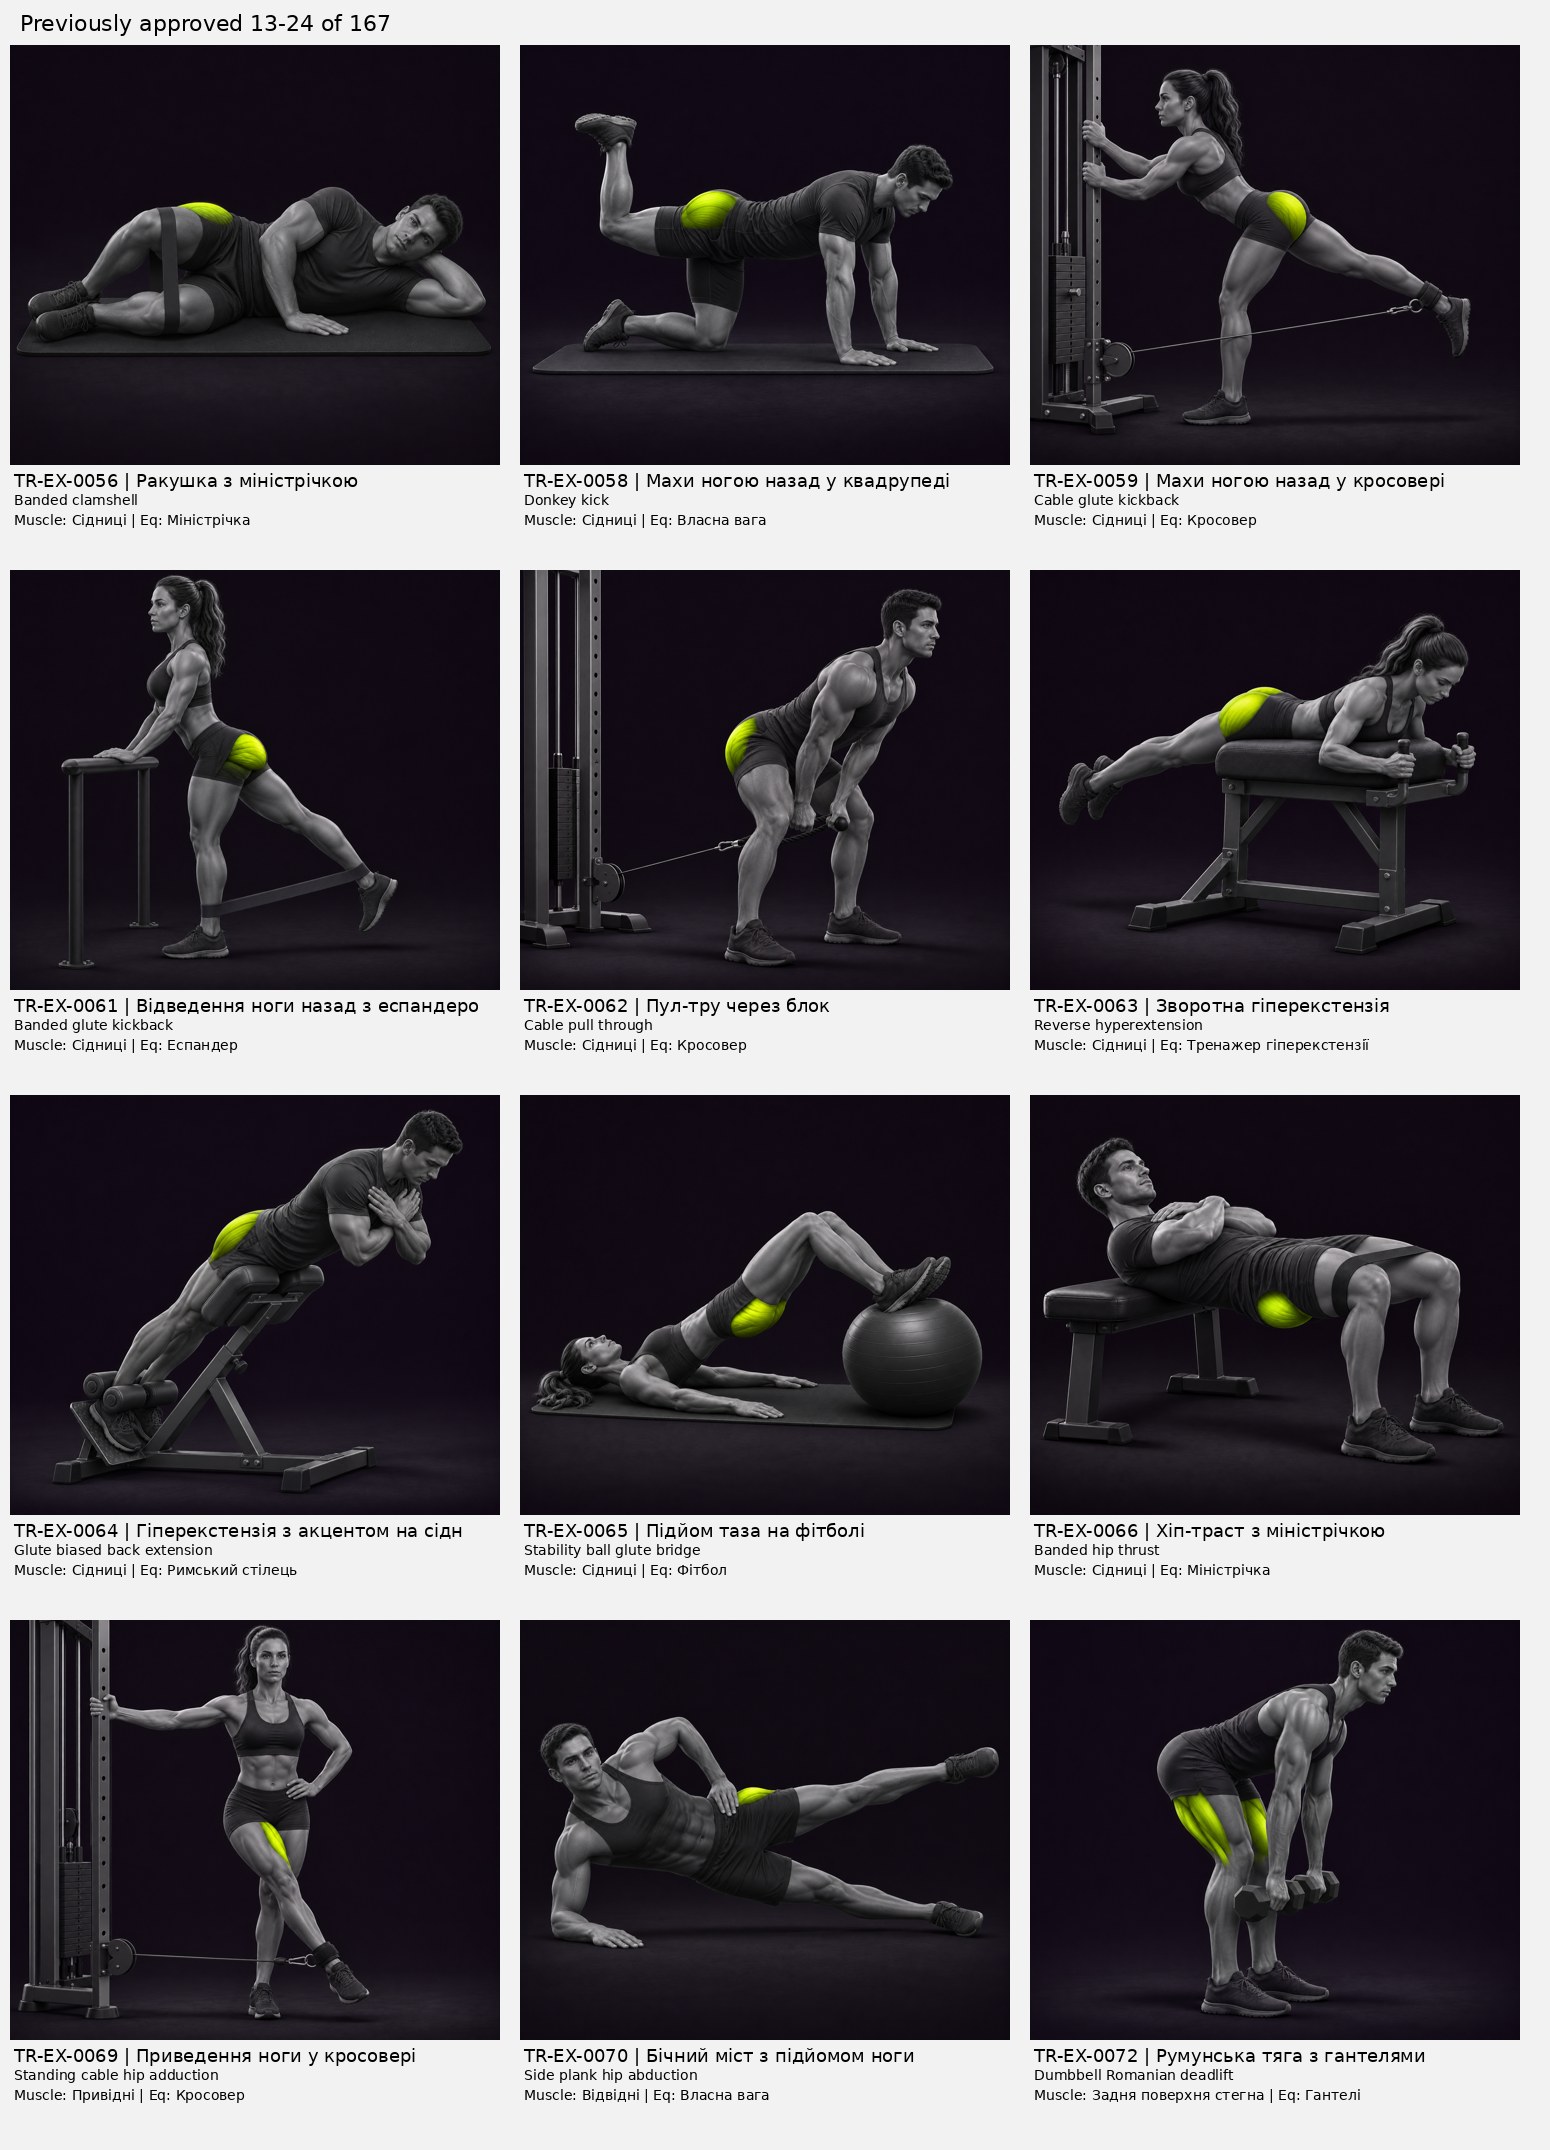 Previously approved 13-24 of 167
TR-EX-0056 | Ракушка з міністрічкою
Banded clamshell
Muscle: Сідниці | Eq: Міністрічка
TR-EX-0058 | Махи ногою назад у квадрупеді
Donkey kick
Muscle: Сідниці | Eq: Власна вага
TR-EX-0059 | Махи ногою назад у кросовері
Cable glute kickback
Muscle: Сідниці | Eq: Кросовер
TR-EX-0061 | Відведення ноги назад з еспандеро
Banded glute kickback
Muscle: Сідниці | Eq: Еспандер
TR-EX-0062 | Пул-тру через блок
Cable pull through
Muscle: Сідниці | Eq: Кросовер
TR-EX-0063 | Зворотна гіперекстензія
Reverse hyperextension
Muscle: Сідниці | Eq: Тренажер гіперекстензії
TR-EX-0064 | Гіперекстензія з акцентом на сідн
Glute biased back extension
Muscle: Сідниці | Eq: Римський стілець
TR-EX-0065 | Підйом таза на фітболі
Stability ball glute bridge
Muscle: Сідниці | Eq: Фітбол
TR-EX-0066 | Хіп-траст з міністрічкою
Banded hip thrust
Muscle: Сідниці | Eq: Міністрічка
TR-EX-0069 | Приведення ноги у кросовері
Standing cable hip adduction
Muscle: Привідні | Eq: Кросовер
TR-EX-0070 | Бічний міст з підйомом ноги
Side plank hip abduction
Muscle: Відвідні | Eq: Власна вага
TR-EX-0072 | Румунська тяга з гантелями
Dumbbell Romanian deadlift
Muscle: Задня поверхня стегна | Eq: Гантелі